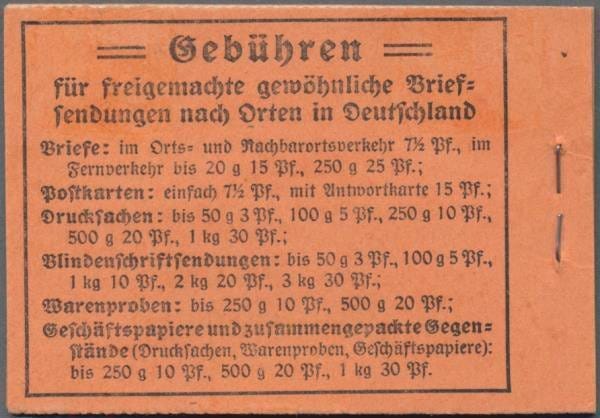 Gebühren
für freigemachte gewöhnliche Brief=
sendungen nach Orten in Deutschland
Briefe: im Orts- und Nachbarortsverkehr 7½ Pf., im
Fernverkehr bis 20 g 15 Pf., 250 g 25 Pf.;
Postkarten: einfach 7½ Pf., mit Antwortkarte 15 Pf.;
Drucksachen: bis 50 g 3 Pf., 100 g 5 Pf., 250 g 10 Pf.,
500 g 20 Pf., 1 kg 30 Pf.;
Blindenschriftsendungen: bis 50 g 3 Pf., 100 g 5 Pf.,
1 kg 10 Pf., 2 kg 20 Pf., 3 kg 30 Pf.;
Warenproben: bis 250 g 10 Pf., 500 g 20 Pf.;
Geschäftspapiere und zusammengepackte Gegen=
stände (Drucksachen, Warenproben, Geschäftspapiere):
bis 250 g 10 Pf., 500 g 20 Pf., 1 kg 30 Pf.